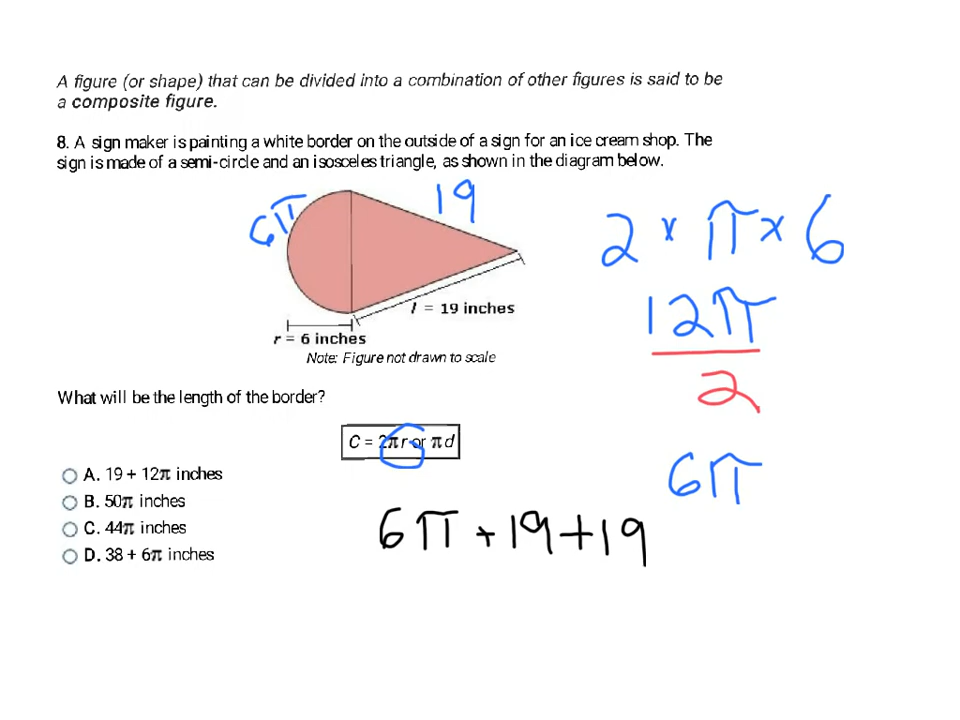 A figure (or shape) that can be divided into a combination of other figures is said to be
a composite figure.
8. A sign maker is painting a white border on the outside of a sign for an ice cream shop. The
sign is made of a semi-circle and an isosceles triangle, as shown in the diagram below.
6π
19
2 × π × 6
12π
2
6π
l = 19 inches
r = 6 inches
Note: Figure not drawn to scale
What will be the length of the border?
C = 2πr or πd
6
A. 19 + 12π inches
B. 50π inches
C. 44π inches
D. 38 + 6π inches
6π + 19 + 19